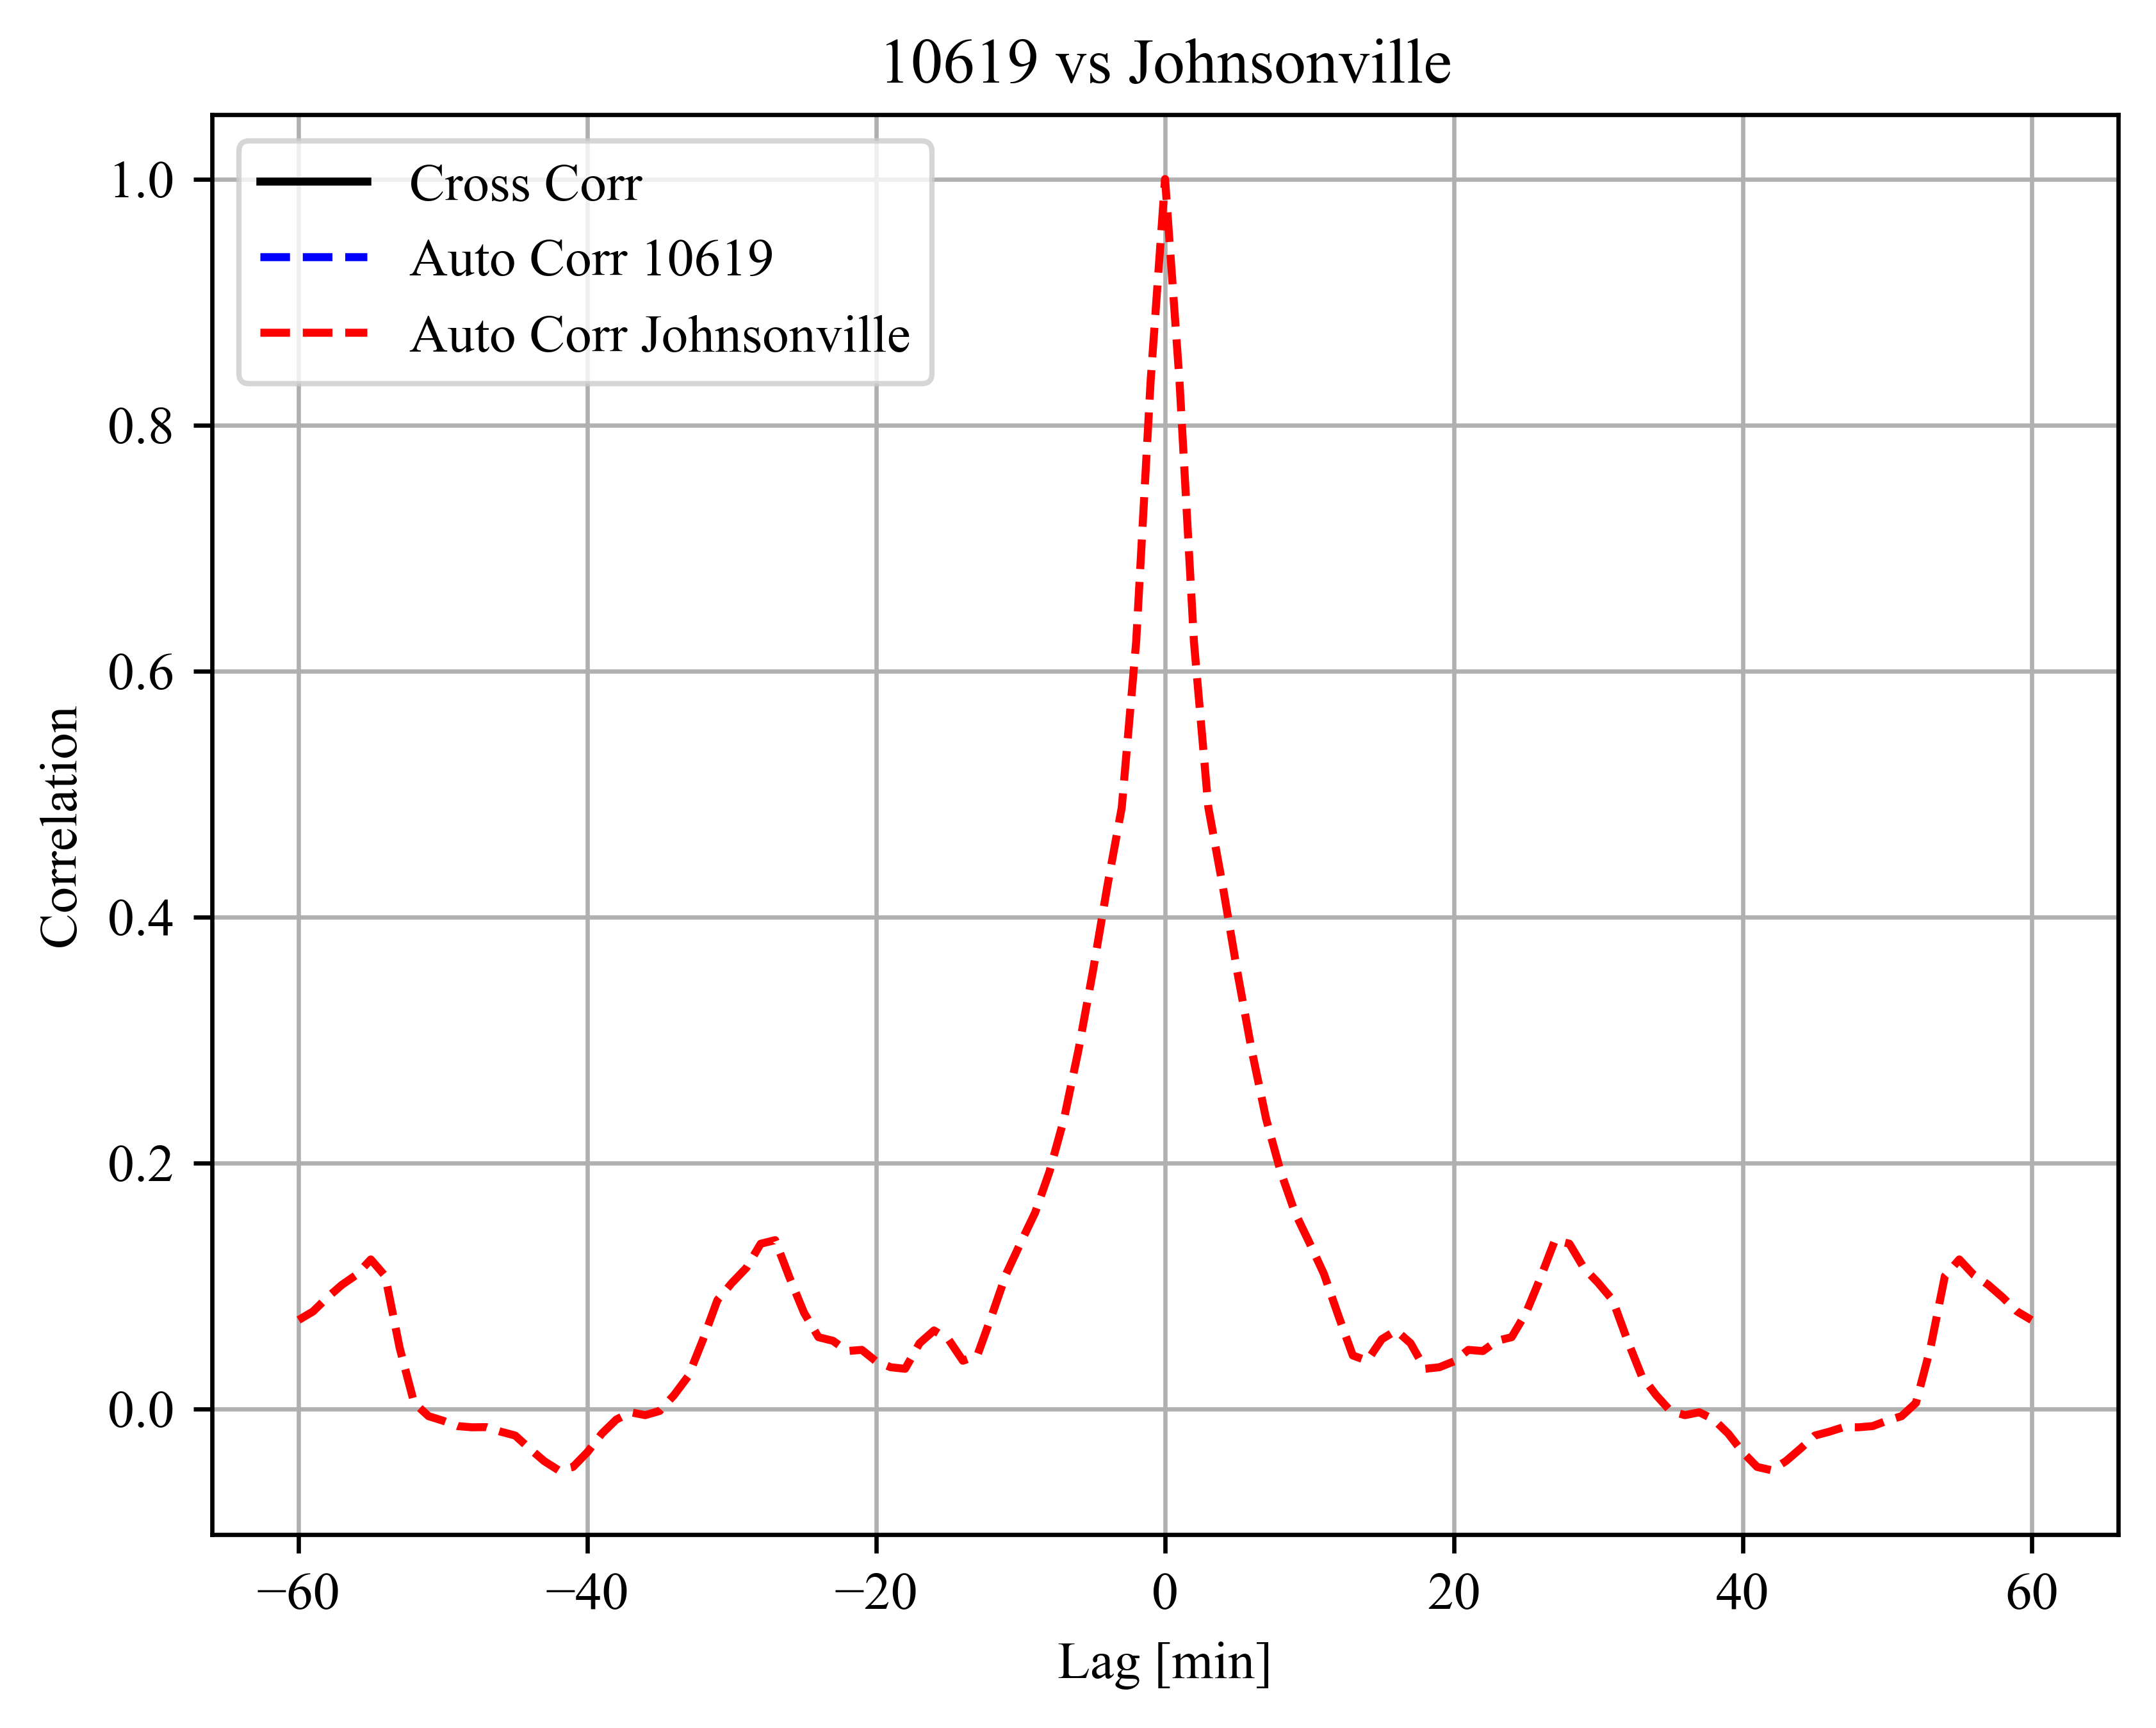 10619 vs Johnsonville
Cross Corr
Auto Corr 10619
Auto Corr Johnsonville
1.0
0.8
0.6
0.4
0.2
0.0
Correlation
−60 −40 −20 0 20 40 60
Lag [min]